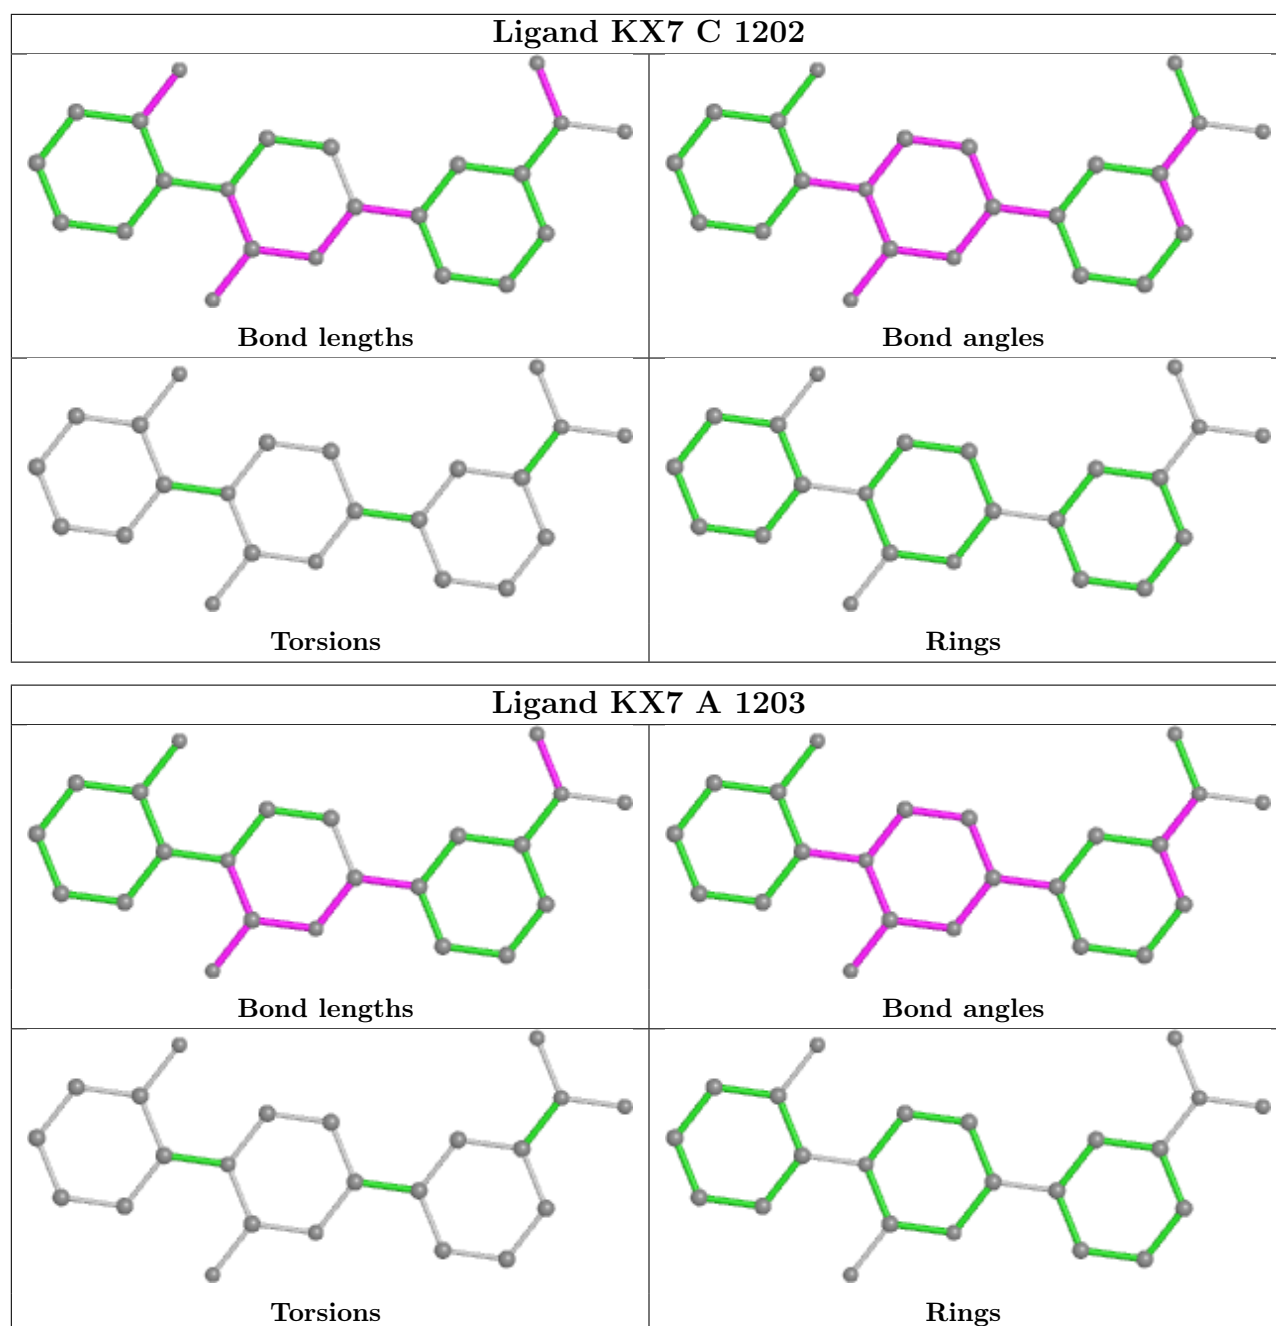 Ligand KX7 C 1202
Bond lengths
Bond angles
Torsions
Rings
Ligand KX7 A 1203
Bond lengths
Bond angles
Torsions
Rings